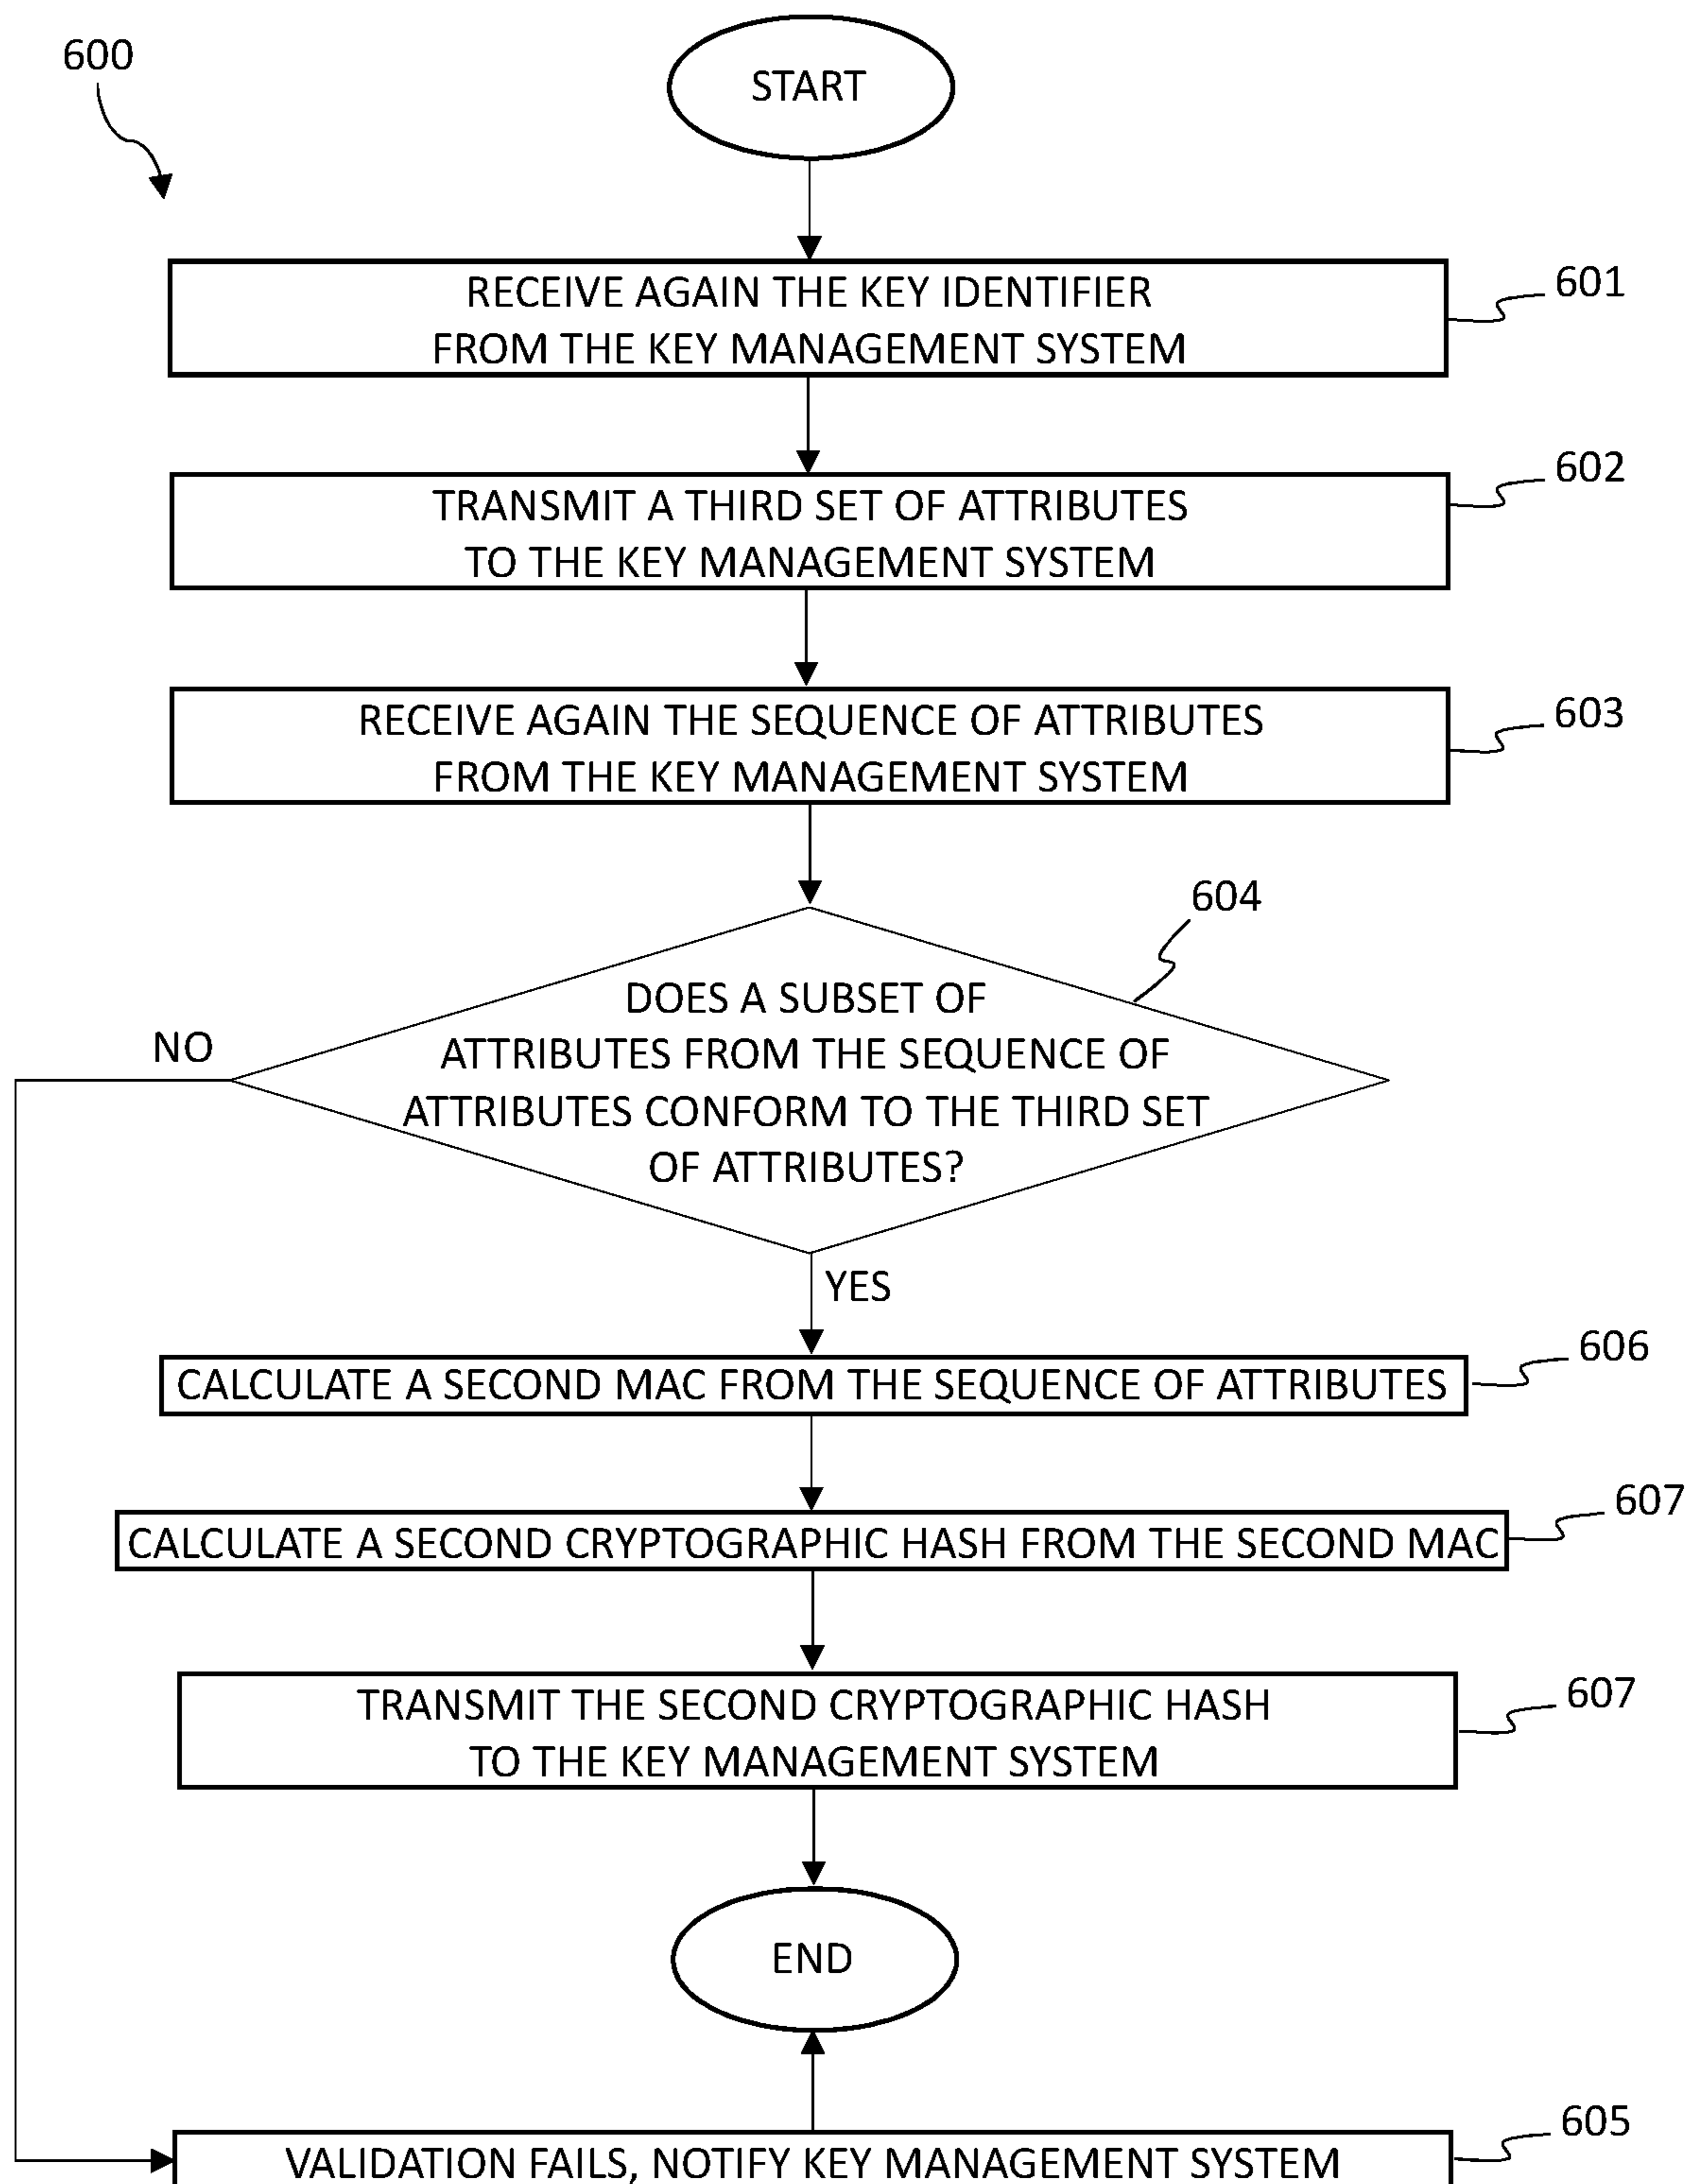 600
START
RECEIVE AGAIN THE KEY IDENTIFIER
FROM THE KEY MANAGEMENT SYSTEM
601
TRANSMIT A THIRD SET OF ATTRIBUTES
TO THE KEY MANAGEMENT SYSTEM
602
RECEIVE AGAIN THE SEQUENCE OF ATTRIBUTES
FROM THE KEY MANAGEMENT SYSTEM
603
604
DOES A SUBSET OF
ATTRIBUTES FROM THE SEQUENCE OF
ATTRIBUTES CONFORM TO THE THIRD SET
OF ATTRIBUTES?
NO
YES
CALCULATE A SECOND MAC FROM THE SEQUENCE OF ATTRIBUTES
606
CALCULATE A SECOND CRYPTOGRAPHIC HASH FROM THE SECOND MAC
607
TRANSMIT THE SECOND CRYPTOGRAPHIC HASH
TO THE KEY MANAGEMENT SYSTEM
607
END
VALIDATION FAILS, NOTIFY KEY MANAGEMENT SYSTEM
605